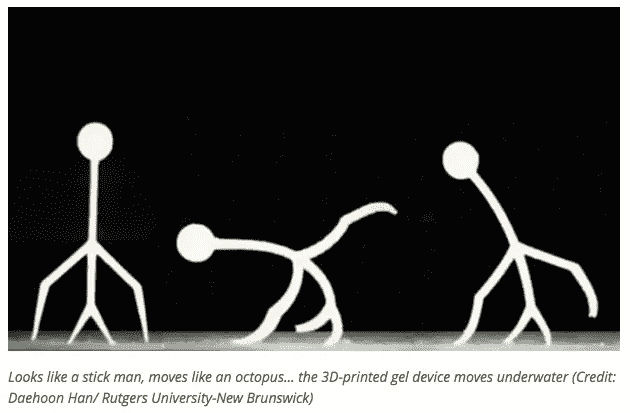 Looks like a stick man, moves like an octopus... the 3D-printed gel device moves underwater (Credit:
Daehoon Han/ Rutgers University-New Brunswick)